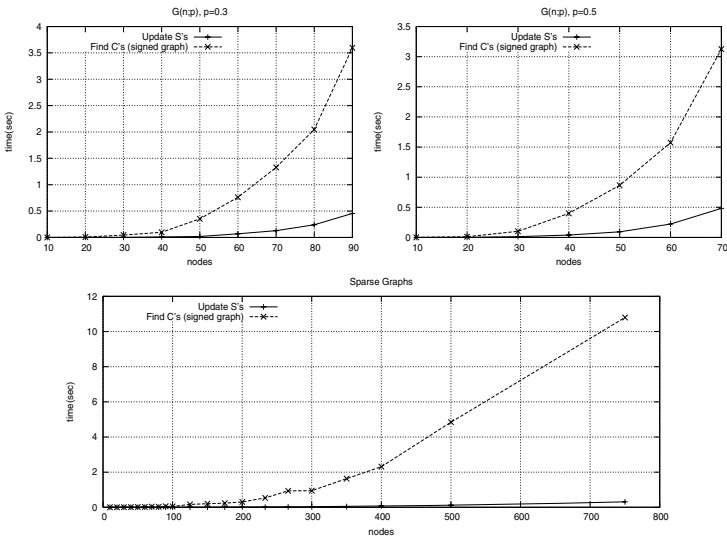 G(n;p), p=0.3
4
3.5
3
2.5
2
1.5
1
0.5
0
time(sec)
Update S's
Find C's (signed graph)
10 20 30 40 50 60 70 80 90
nodes
G(n;p), p=0.5
3.5
3
2.5
2
1.5
1
0.5
0
time(sec)
Update S's
Find C's (signed graph)
10 20 30 40 50 60 70
nodes
Sparse Graphs
12
10
8
6
4
2
0
time(sec)
Update S's
Find C's (signed graph)
100 200 300 400 500 600 700 800
nodes